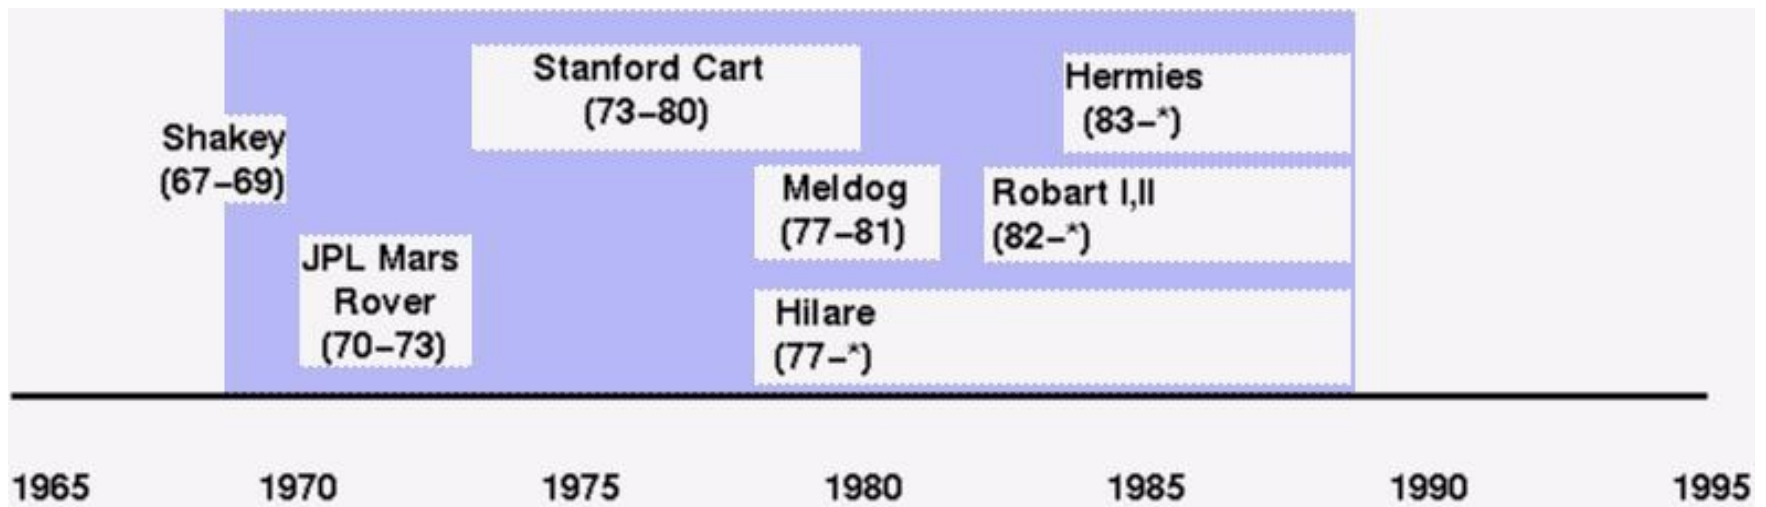 Stanford Cart
(73–80)
Hermies
(83–*)
Shakey
(67–69)
Meldog
(77–81)
Robart I,II
(82–*)
JPL Mars
Rover
(70–73)
Hilare
(77–*)
1965 1970 1975 1980 1985 1990 1995